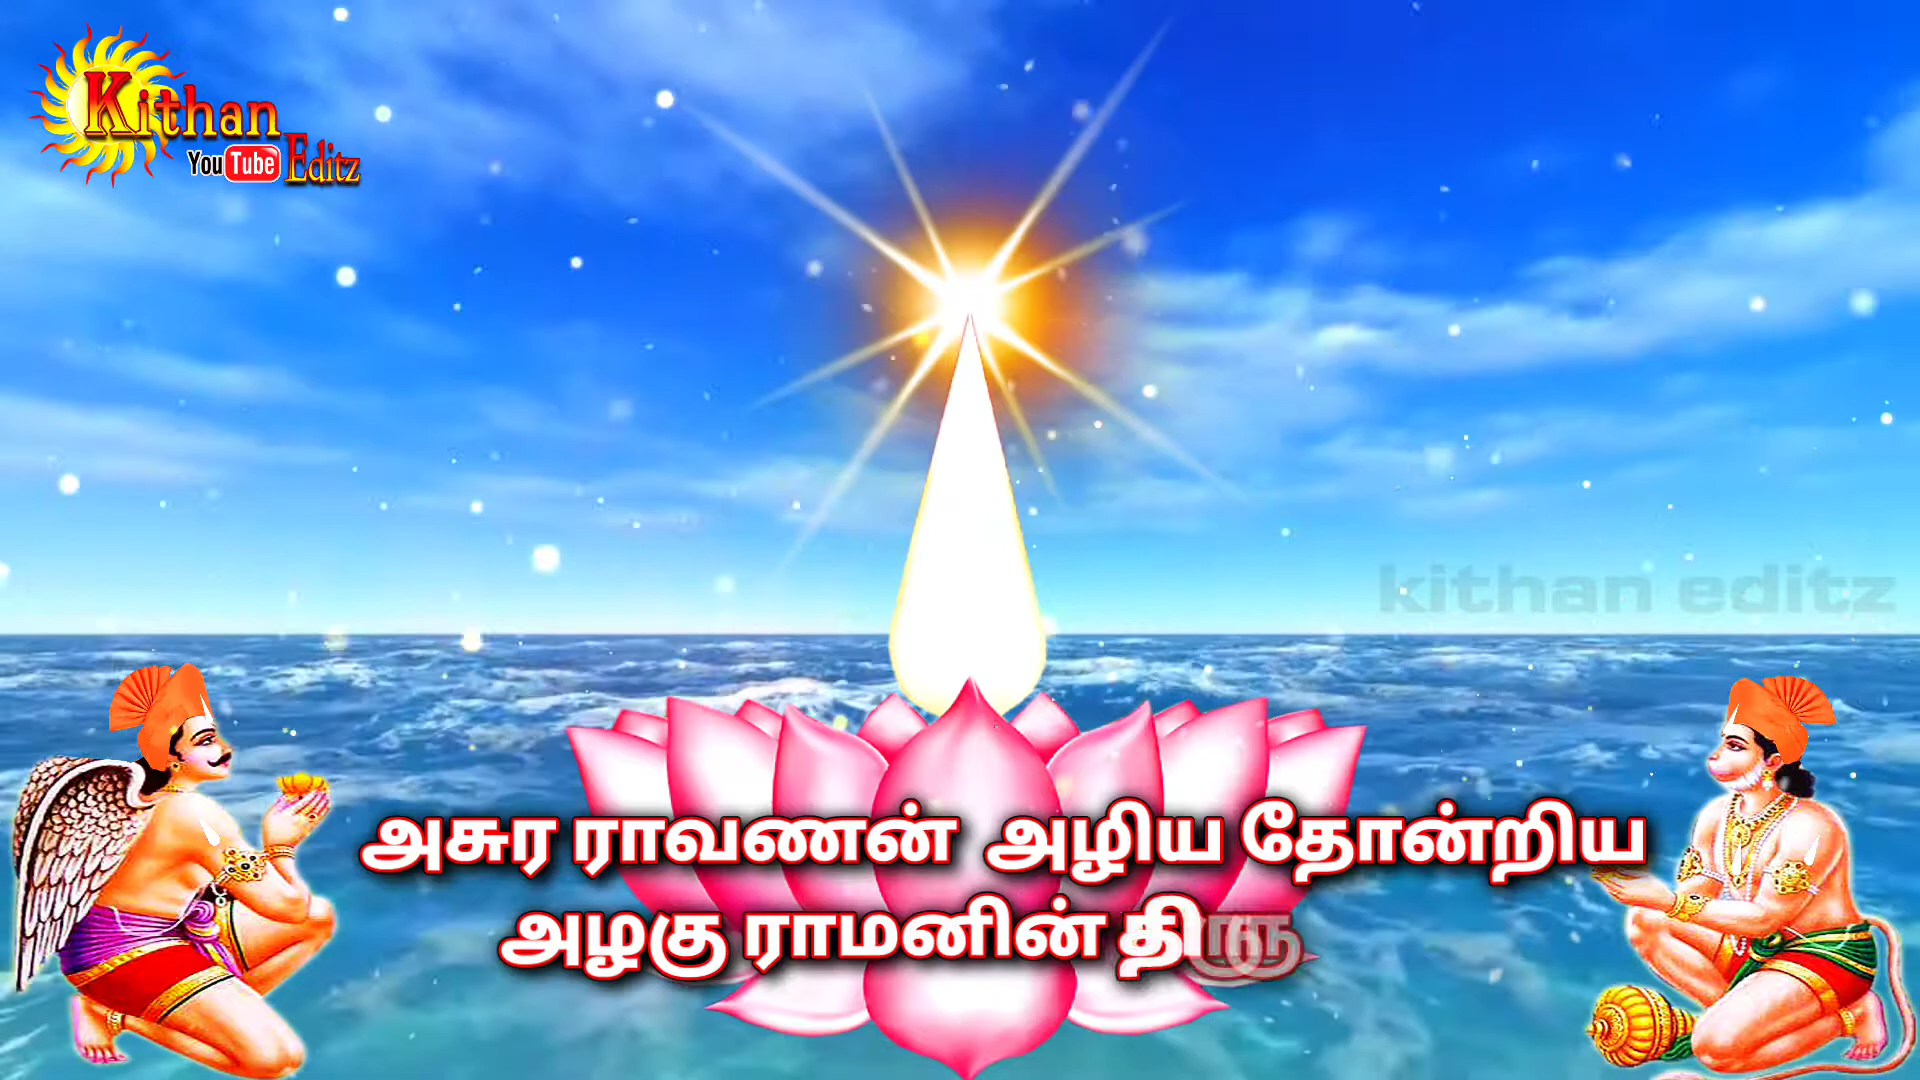 Kithan
YouTube Editz
kithan editz
அசுர ராவணன் அழிய தோன்றிய
அழகு ராமனின் திரு